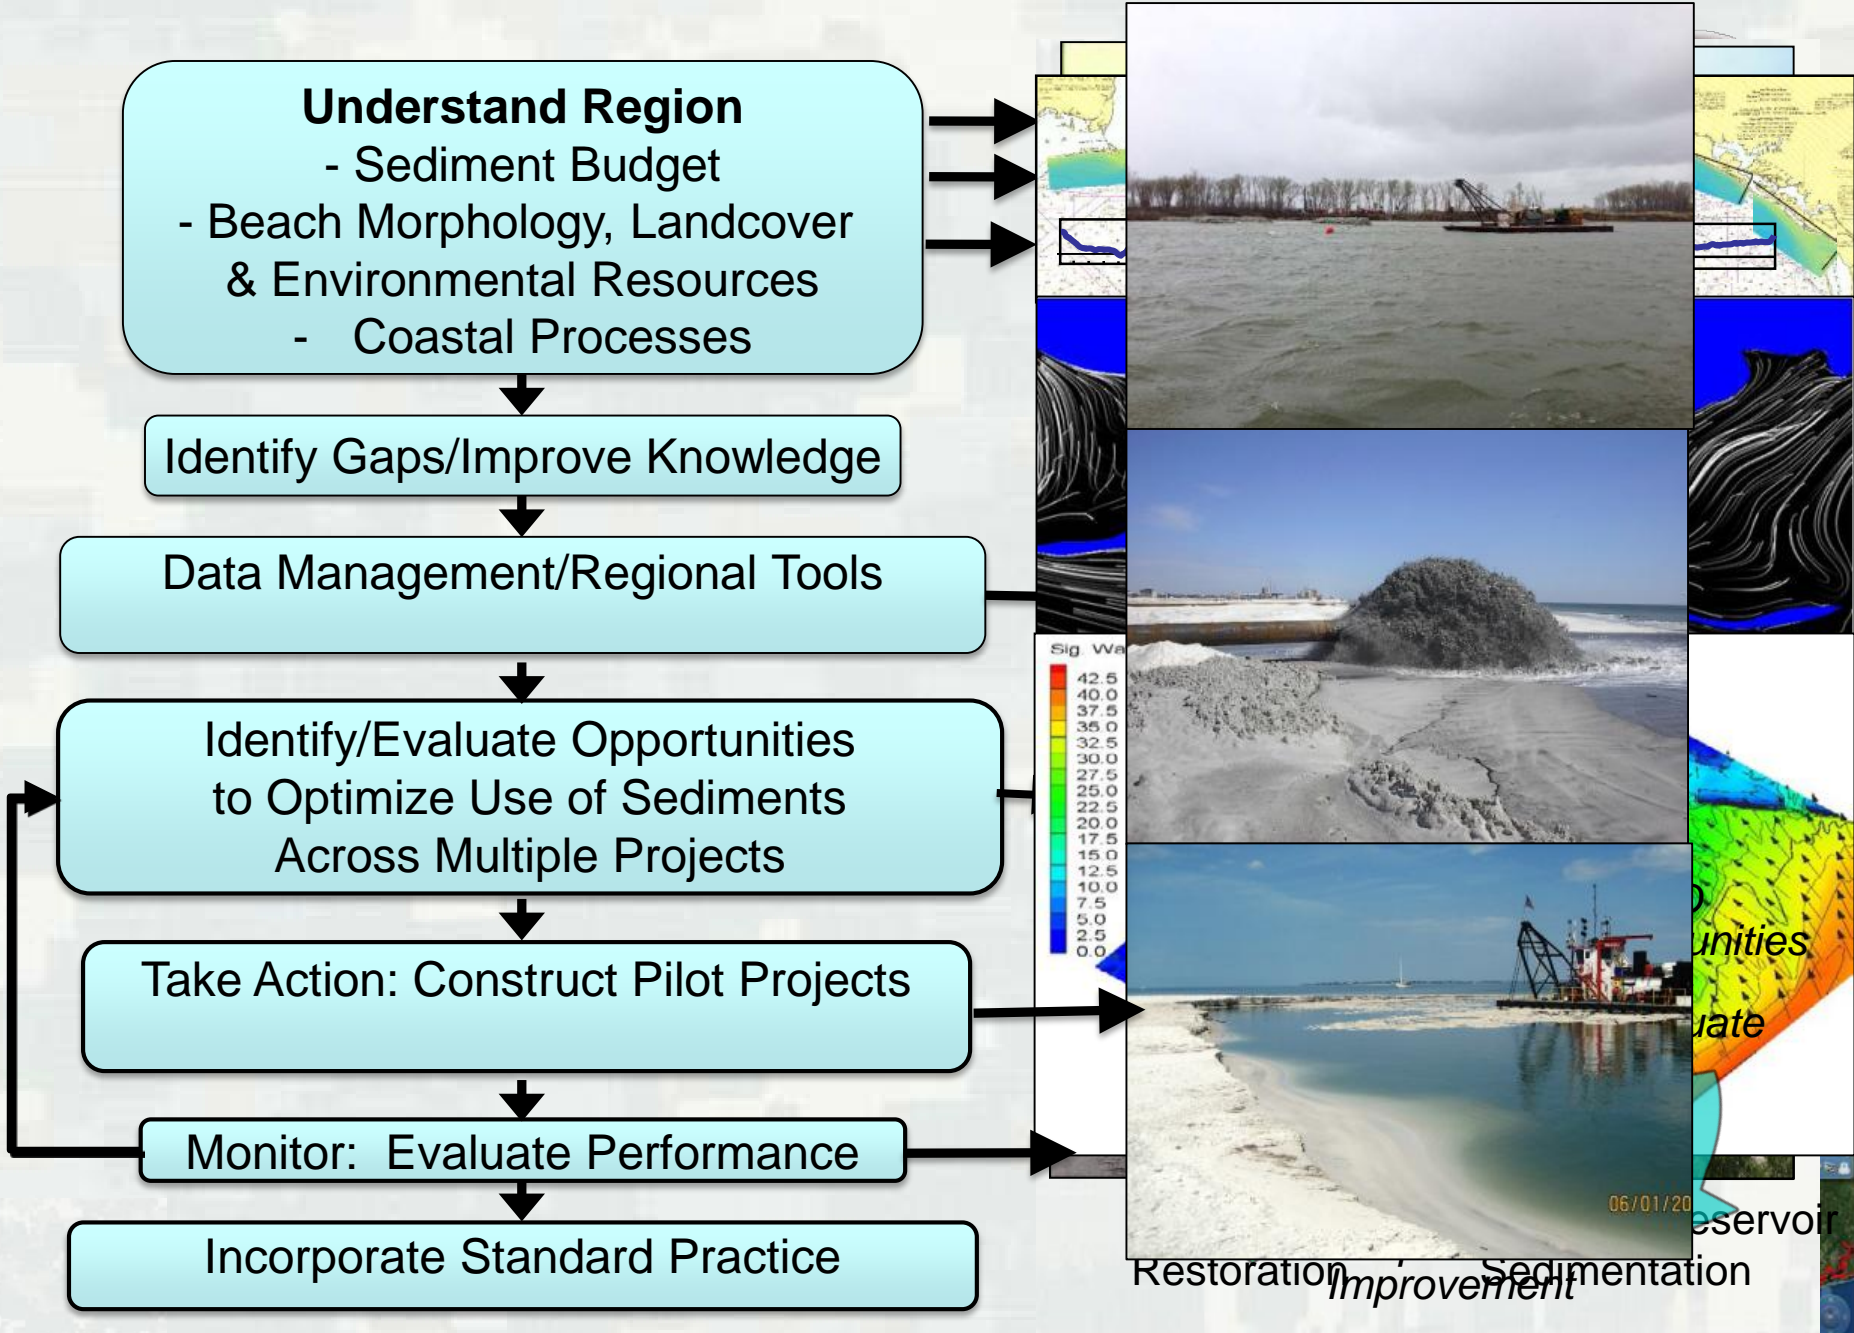 Understand Region
- Sediment Budget
- Beach Morphology, Landcover
& Environmental Resources
- Coastal Processes
Identify Gaps/Improve Knowledge
Data Management/Regional Tools
Identify/Evaluate Opportunities
to Optimize Use of Sediments
Across Multiple Projects
Take Action: Construct Pilot Projects
Monitor: Evaluate Performance
Incorporate Standard Practice
Sig. Wa
42.5
40.0
37.5
35.0
32.5
30.0
27.5
25.0
22.5
20.0
17.5
15.0
12.5
10.0
7.5
5.0
2.5
0.0
unities
uate
06/01/20
eservoir
Restoration
Improvement
Sedimentation